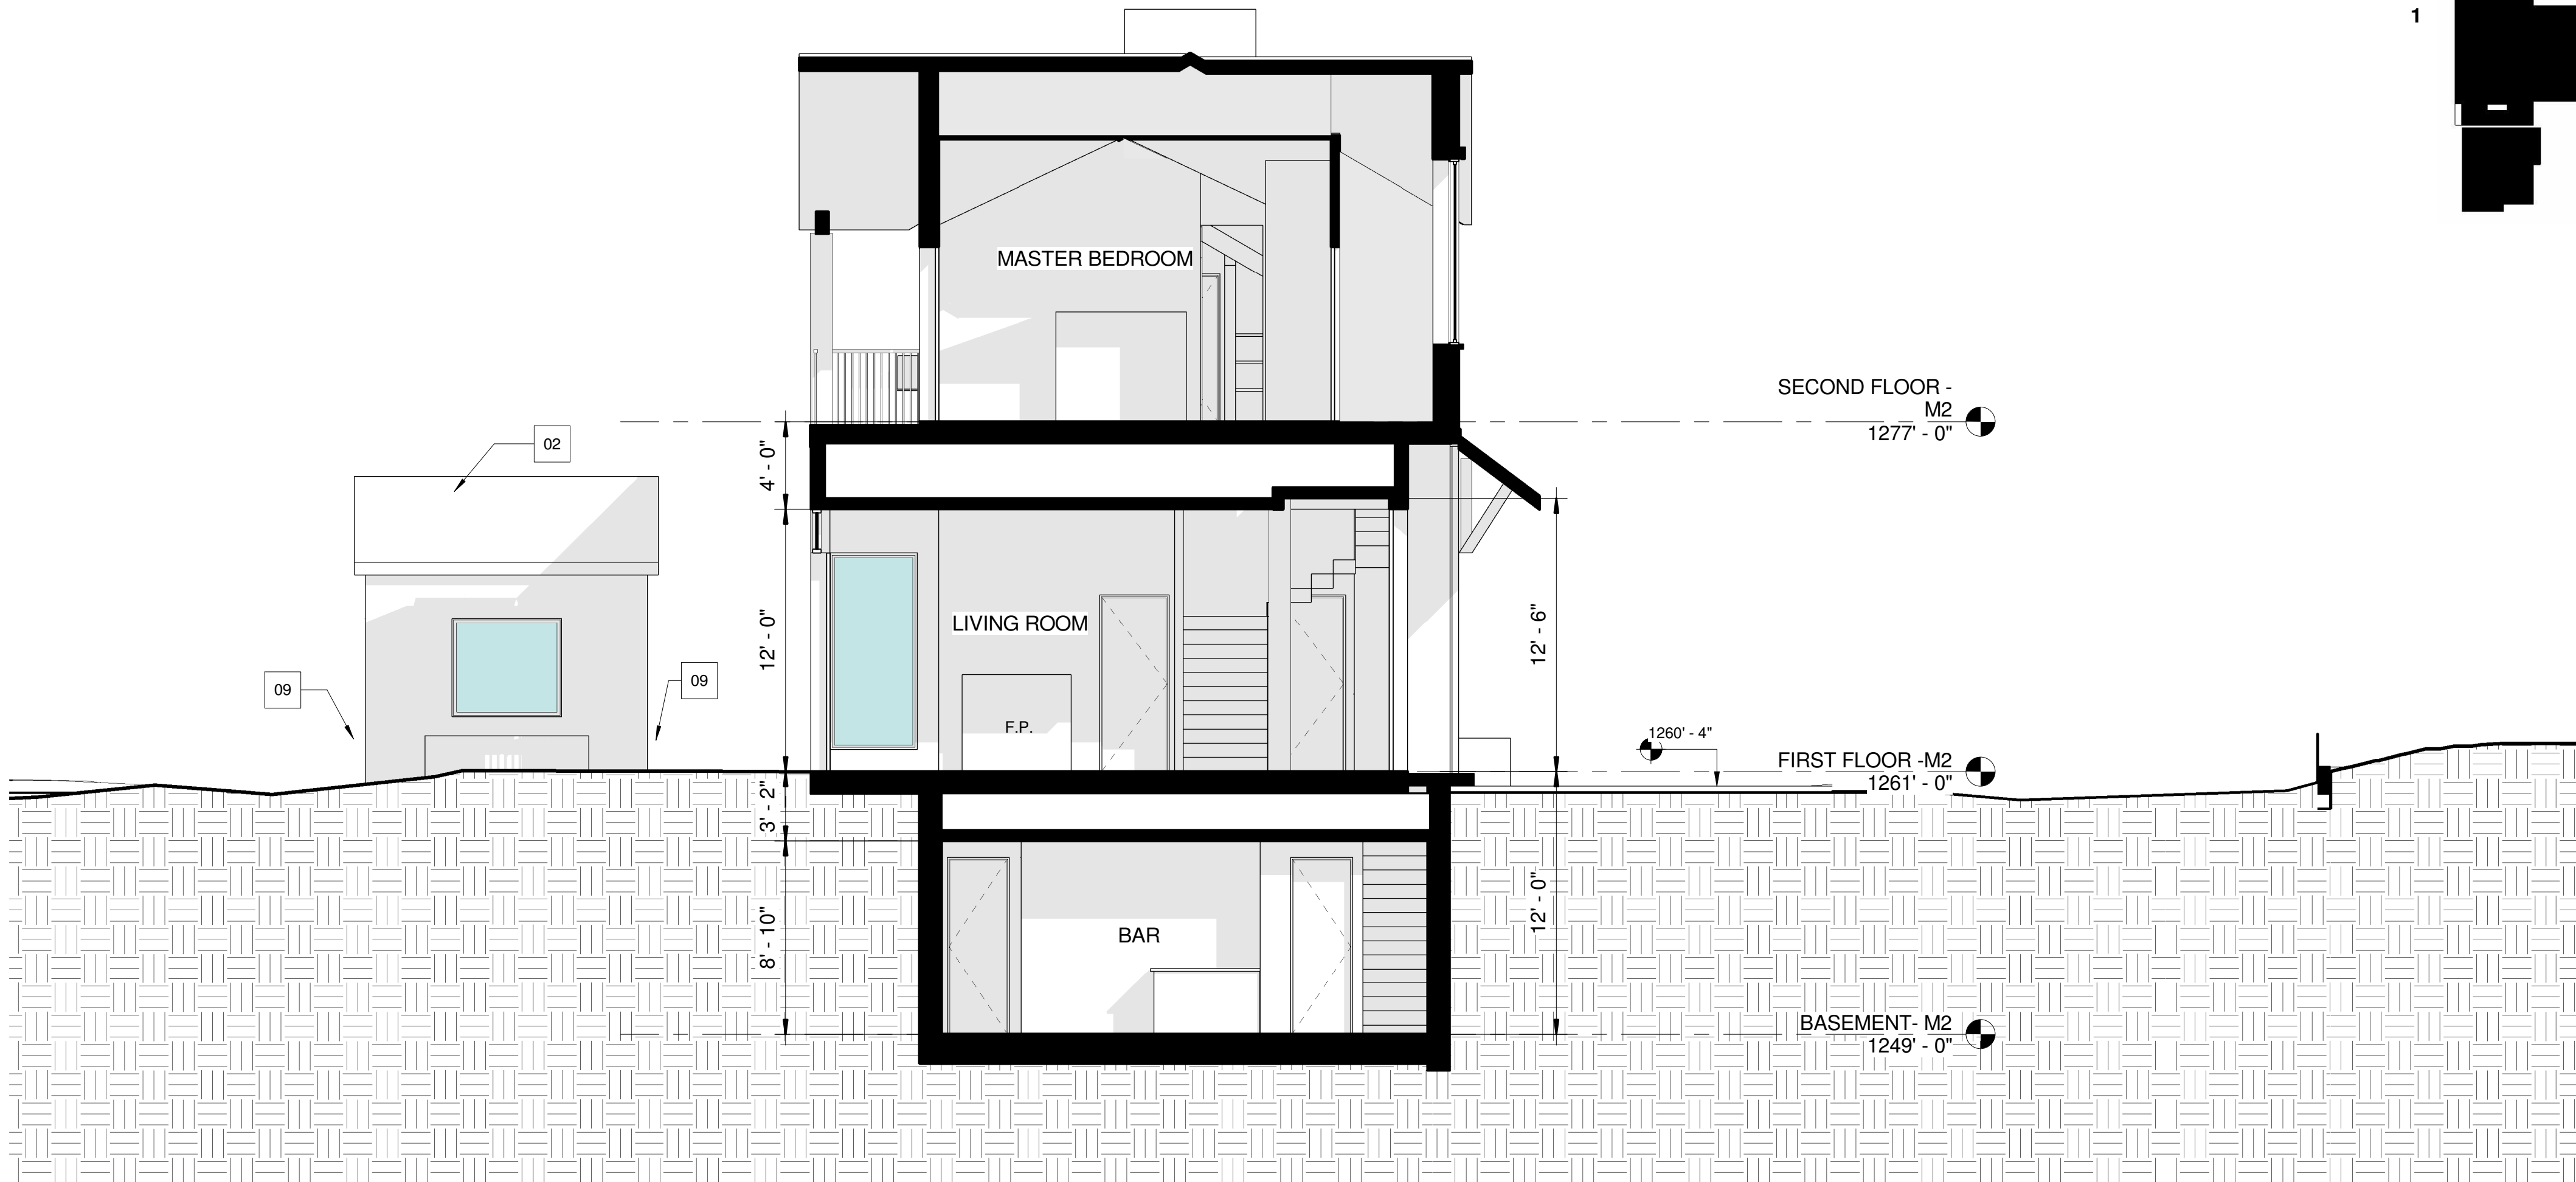 1
MASTER BEDROOM
SECOND FLOOR -
M2
1277' - 0"
02
4' - 0"
12' - 0"
12' - 6"
LIVING ROOM
F.P.
09
09
1260' - 4"
FIRST FLOOR -M2
1261' - 0"
3' - 2"
8' - 10"
12' - 0"
BAR
BASEMENT- M2
1249' - 0"